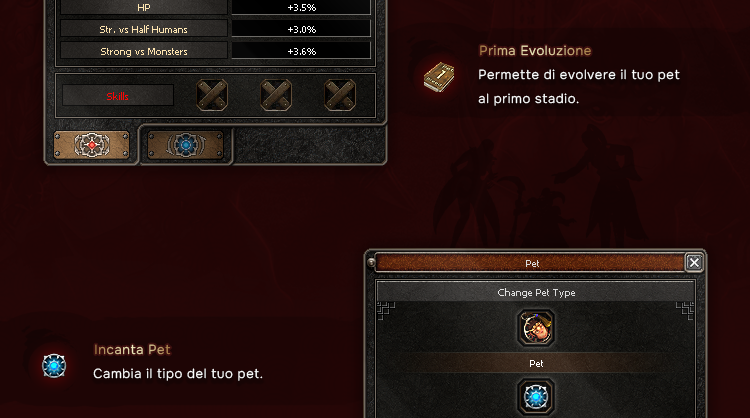 HP +3.5%
Str. vs Half Humans +3.0%
Strong vs Monsters +3.6%
Skills
Prima Evoluzione
Permette di evolvere il tuo pet
al primo stadio.
Pet
Change Pet Type
Pet
Incanta Pet
Cambia il tipo del tuo pet.